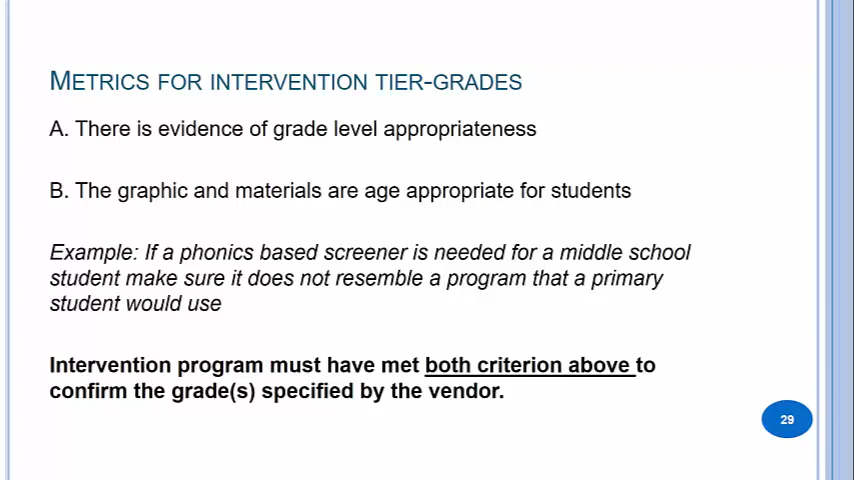 METRICS FOR INTERVENTION TIER-GRADES
A. There is evidence of grade level appropriateness
B. The graphic and materials are age appropriate for students
Example: If a phonics based screener is needed for a middle school
student make sure it does not resemble a program that a primary
student would use
Intervention program must have met both criterion above to
confirm the grade(s) specified by the vendor.
29